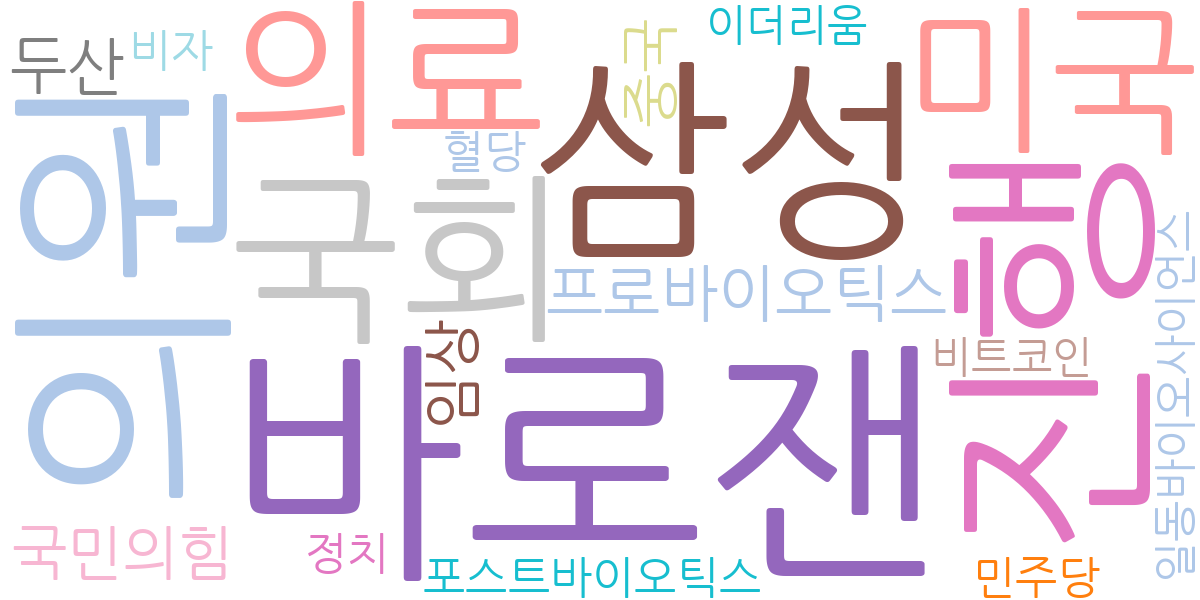 두산
비자
의료
중국
이더리움
미국
의원
국회
혈당
삼성
진행
프로바이오틱스
임상
바로잰
비트코인
일동바이오사이언스
국민의힘
정치
포스트바이오틱스
민주당